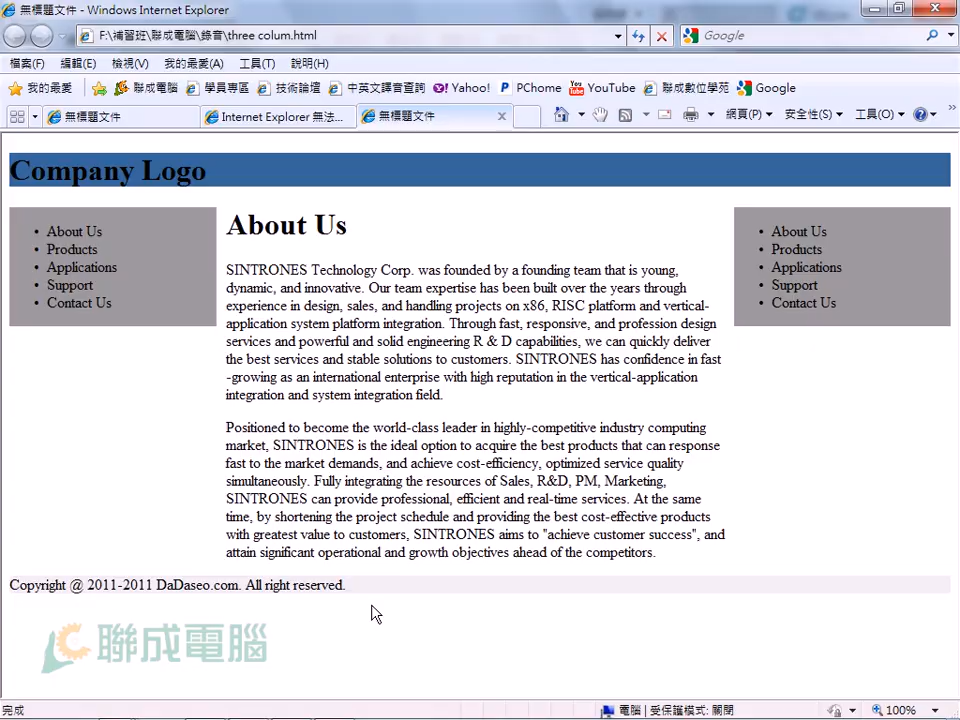 無標題文件 - Windows Internet Explorer
F:\補習班\聯成電腦\錄音\three colum.html
Google
檔案(F) 編輯(E) 檢視(V) 我的最愛(A) 工具(T) 說明(H)
我的最愛 聯成電腦 學員專區 技術論壇 中英文譯音查詢 Yahoo! PChome YouTube 聯成數位學苑 Google
無標題文件 Internet Explorer 無法... 無標題文件 網頁(P) 安全性(S) 工具(O)
Company Logo
• About Us
• Products
• Applications
• Support
• Contact Us
About Us
SINTRONES Technology Corp. was founded by a founding team that is young,
dynamic, and innovative. Our team expertise has been built over the years through
experience in design, sales, and handling projects on x86, RISC platform and vertical-
application system platform integration. Through fast, responsive, and profession design
services and powerful and solid engineering R & D capabilities, we can quickly deliver
the best services and stable solutions to customers. SINTRONES has confidence in fast
-growing as an international enterprise with high reputation in the vertical-application
integration and system integration field.
Positioned to become the world-class leader in highly-competitive industry computing
market, SINTRONES is the ideal option to acquire the best products that can response
fast to the market demands, and achieve cost-efficiency, optimized service quality
simultaneously. Fully integrating the resources of Sales, R&D, PM, Marketing,
SINTRONES can provide professional, efficient and real-time services. At the same
time, by shortening the project schedule and providing the best cost-effective products
with greatest value to customers, SINTRONES aims to "achieve customer success", and
attain significant operational and growth objectives ahead of the competitors.
• About Us
• Products
• Applications
• Support
• Contact Us
Copyright @ 2011-2011 DaDaseo.com. All right reserved.
聯成電腦
完成 電腦 | 受保護模式: 關閉 100%